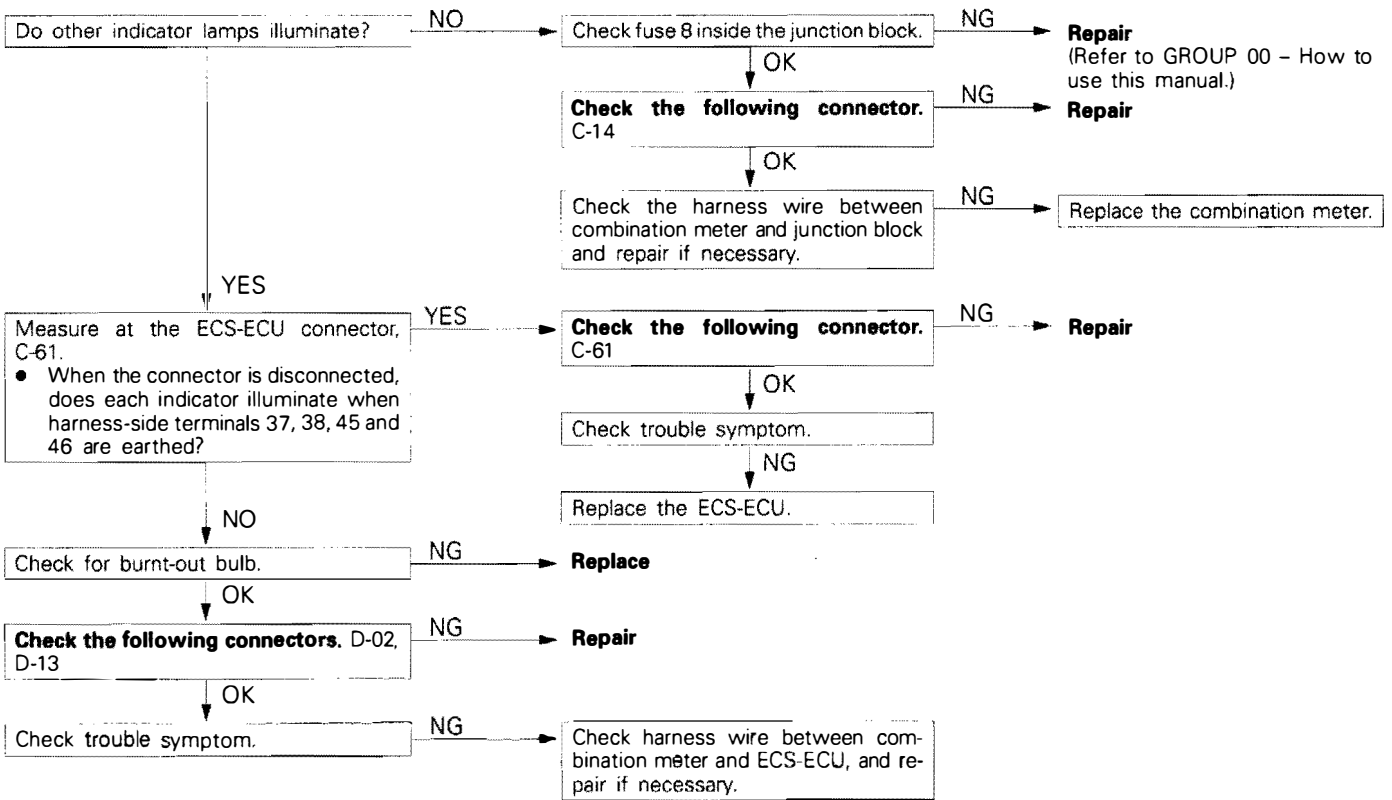 Do other indicator lamps illuminate?
NO
Check fuse 8 inside the junction block.
NG
Repair
(Refer to GROUP 00 – How to
use this manual.)
OK
Check the following connector.
C-14
NG
Repair
OK
Check the harness wire between
combination meter and junction block
and repair if necessary.
NG
Replace the combination meter.
YES
Measure at the ECS-ECU connector,
C-61.
● When the connector is disconnected,
does each indicator illuminate when
harness-side terminals 37, 38, 45 and
46 are earthed?
YES
Check the following connector.
C-61
NG
Repair
OK
Check trouble symptom.
NG
Replace the ECS-ECU.
NO
Check for burnt-out bulb.
NG
Replace
OK
Check the following connectors. D-02,
D-13
NG
Repair
OK
Check trouble symptom.
NG
Check harness wire between com-
bination meter and ECS-ECU, and re-
pair if necessary.